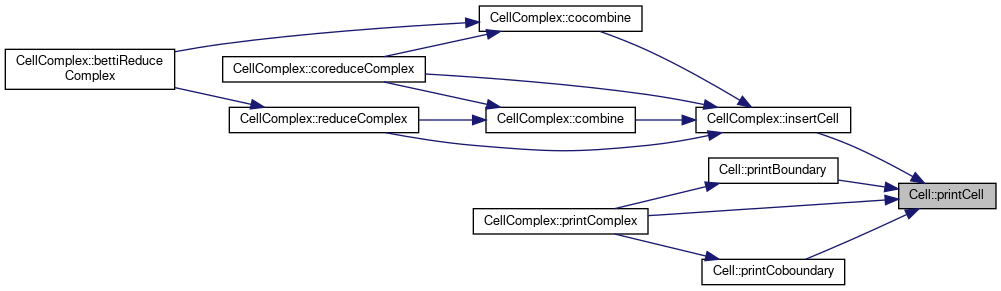 CellComplex::cocombine
CellComplex::bettiReduce
Complex
CellComplex::coreduceComplex
CellComplex::reduceComplex
CellComplex::combine
CellComplex::insertCell
Cell::printBoundary
Cell::printCell
CellComplex::printComplex
Cell::printCoboundary